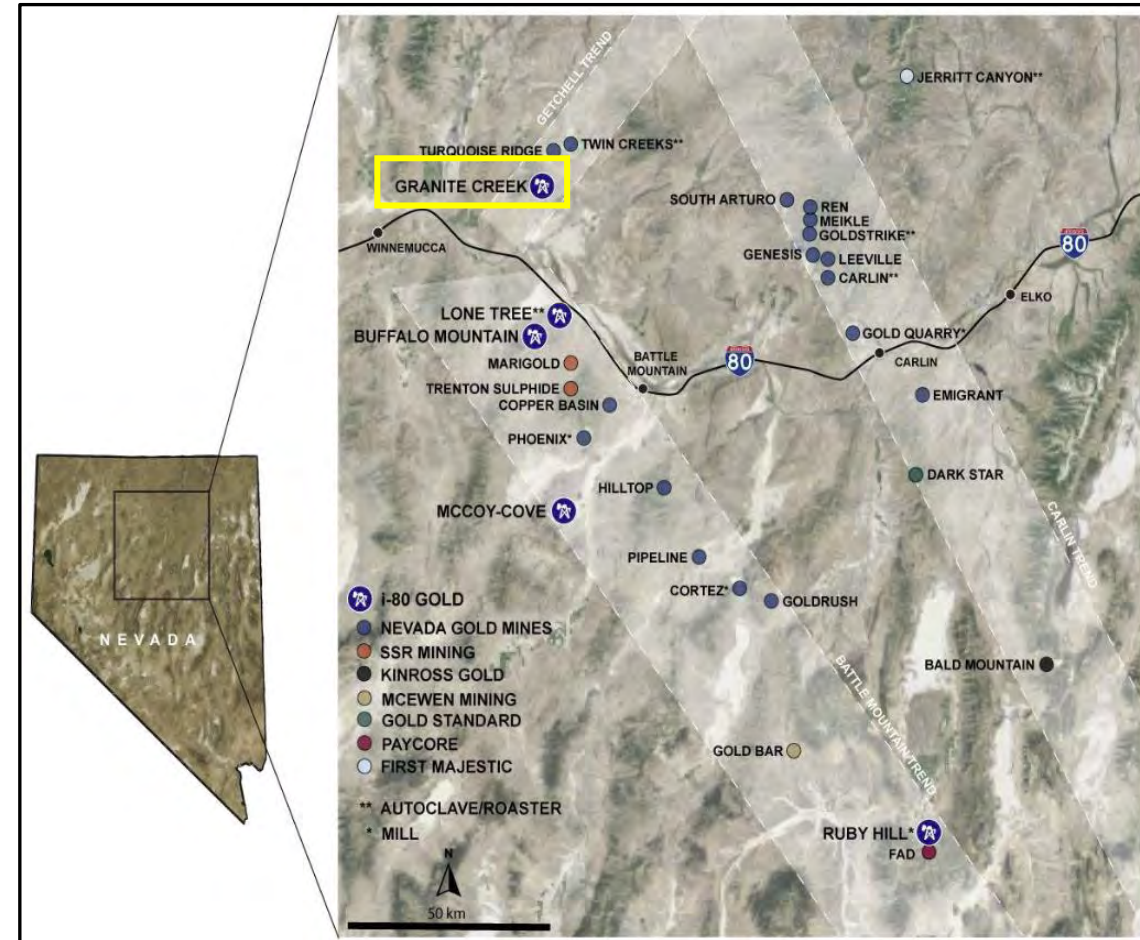 JERRITT CANYON**
GETCHELL TREND
TWIN CREEKS**
TURQUOISE RIDGE
GRANITE CREEK
SOUTH ARTURO
REN
MEIKLE
GOLDSTRIKE**
WINNEMUCCA
GENESIS
LEEVILLE
80
CARLIN**
ELKO
LONE TREE**
BUFFALO MOUNTAIN
GOLD QUARRY*
MARIGOLD
BATTLE
MOUNTAIN
80
CARLIN
TRENTON SULPHIDE
COPPER BASIN
EMIGRANT
PHOENIX*
DARK STAR
HILLTOP
MCCOY-COVE
CARLIN TREND
PIPELINE
CORTEZ*
GOLDRUSH
i-80 GOLD
NEVADA GOLD MINES
SSR MINING
KINROSS GOLD
MCEWEN MINING
GOLD STANDARD
PAYCORE
FIRST MAJESTIC
** AUTOCLAVE/ROASTER
* MILL
NEVADA
BALD MOUNTAIN
BATTLE MOUNTAIN TREND
GOLD BAR
RUBY HILL*
FAD
N
50 km